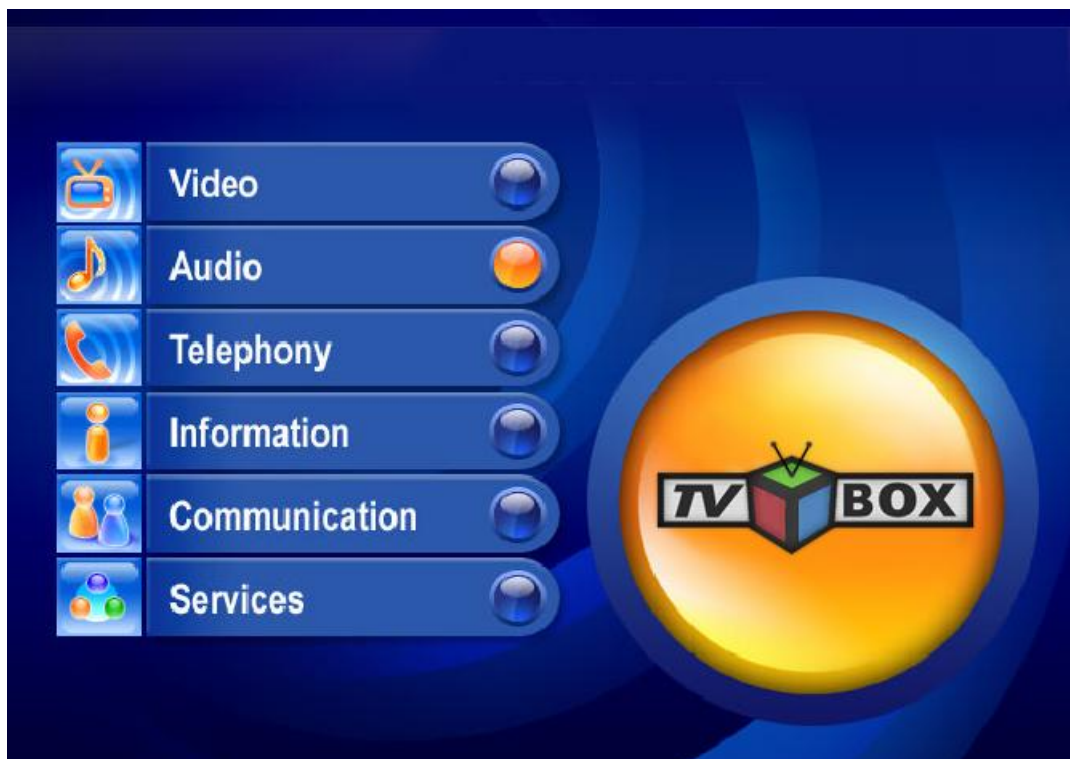 Video
Audio
Telephony
Information
Communication
Services
TV BOX